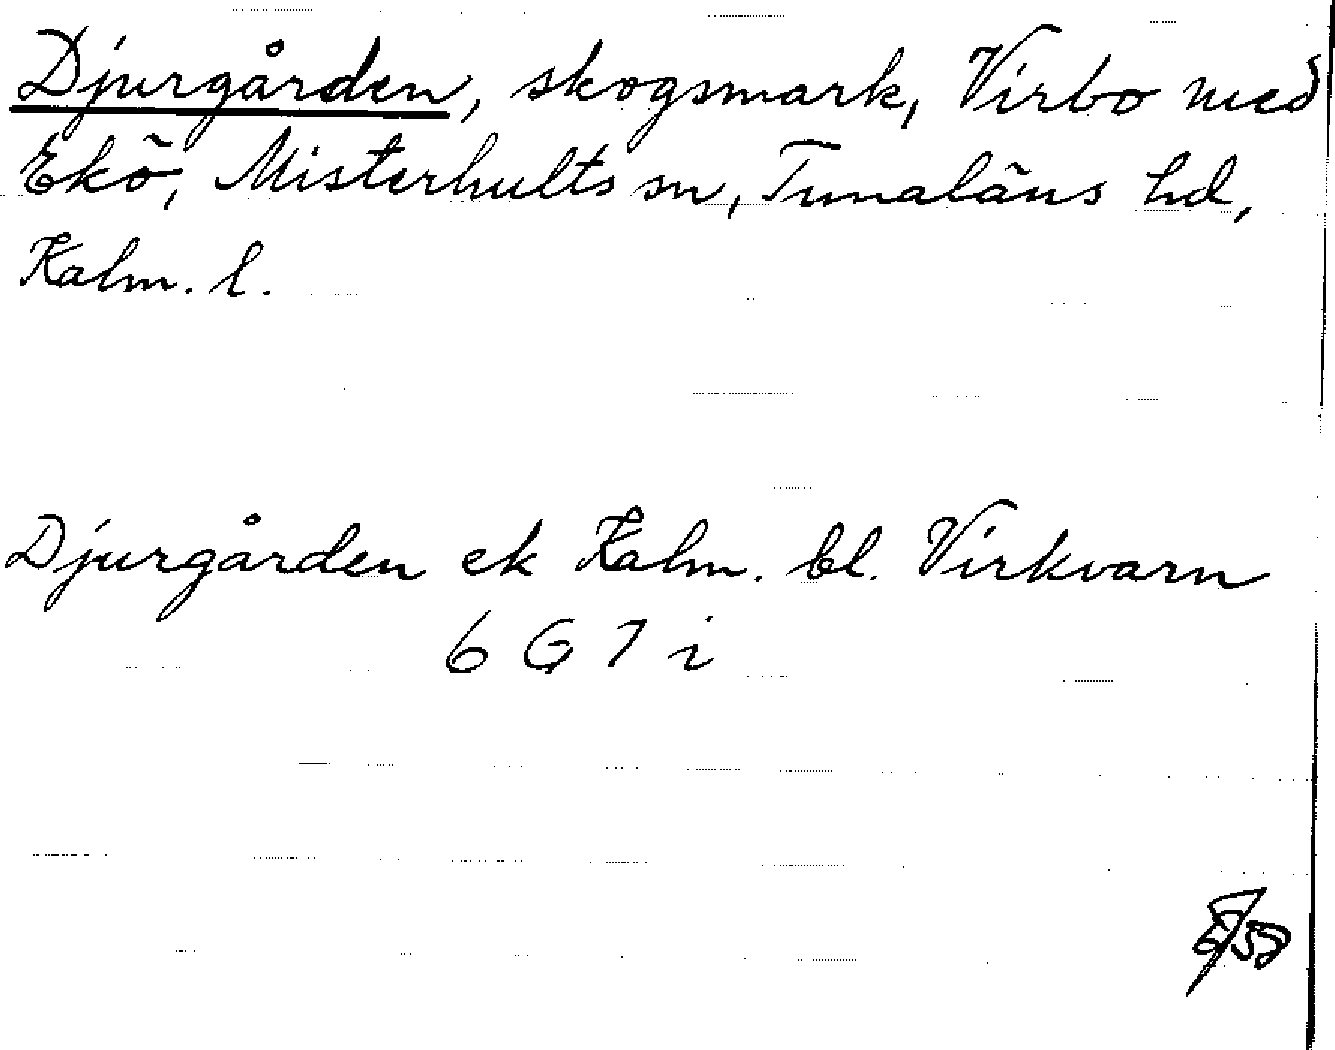 Djurgården, skogsmark, Virbo med
Ekö, Misterhults sn, Tunaläns hd,
Kalm. l.
Djurgården ek Kalm. bl. Virkvarn
6 G 7 i